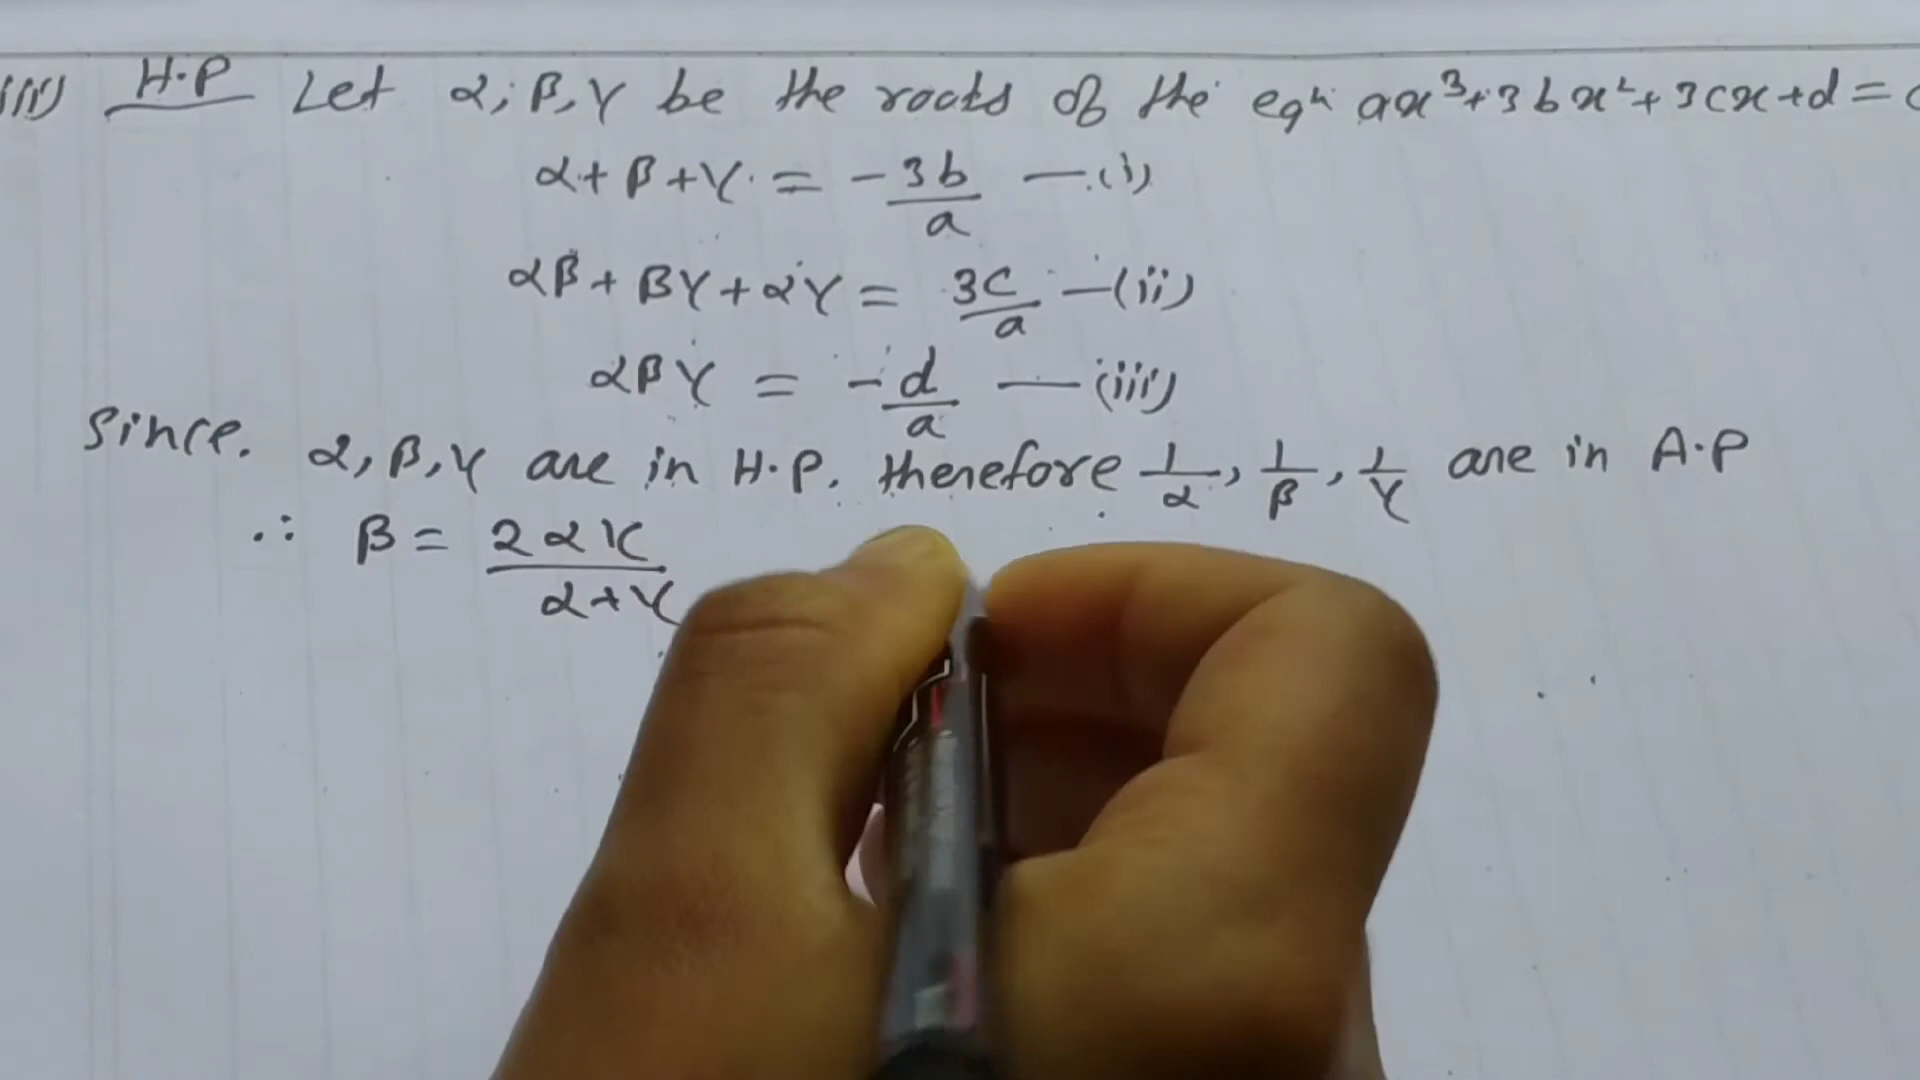 iii) H.P Let α, β, γ be the roots of the eqn ax³+3bx²+3cx+d=0
α+β+γ = -3b/a —(i)
αβ+βγ+αγ = 3c/a —(ii)
αβγ = -d/a —(iii)
Since. α, β, γ are in H.P. therefore 1/α, 1/β, 1/γ are in A.P
∴ β = 2αγ/α+γ